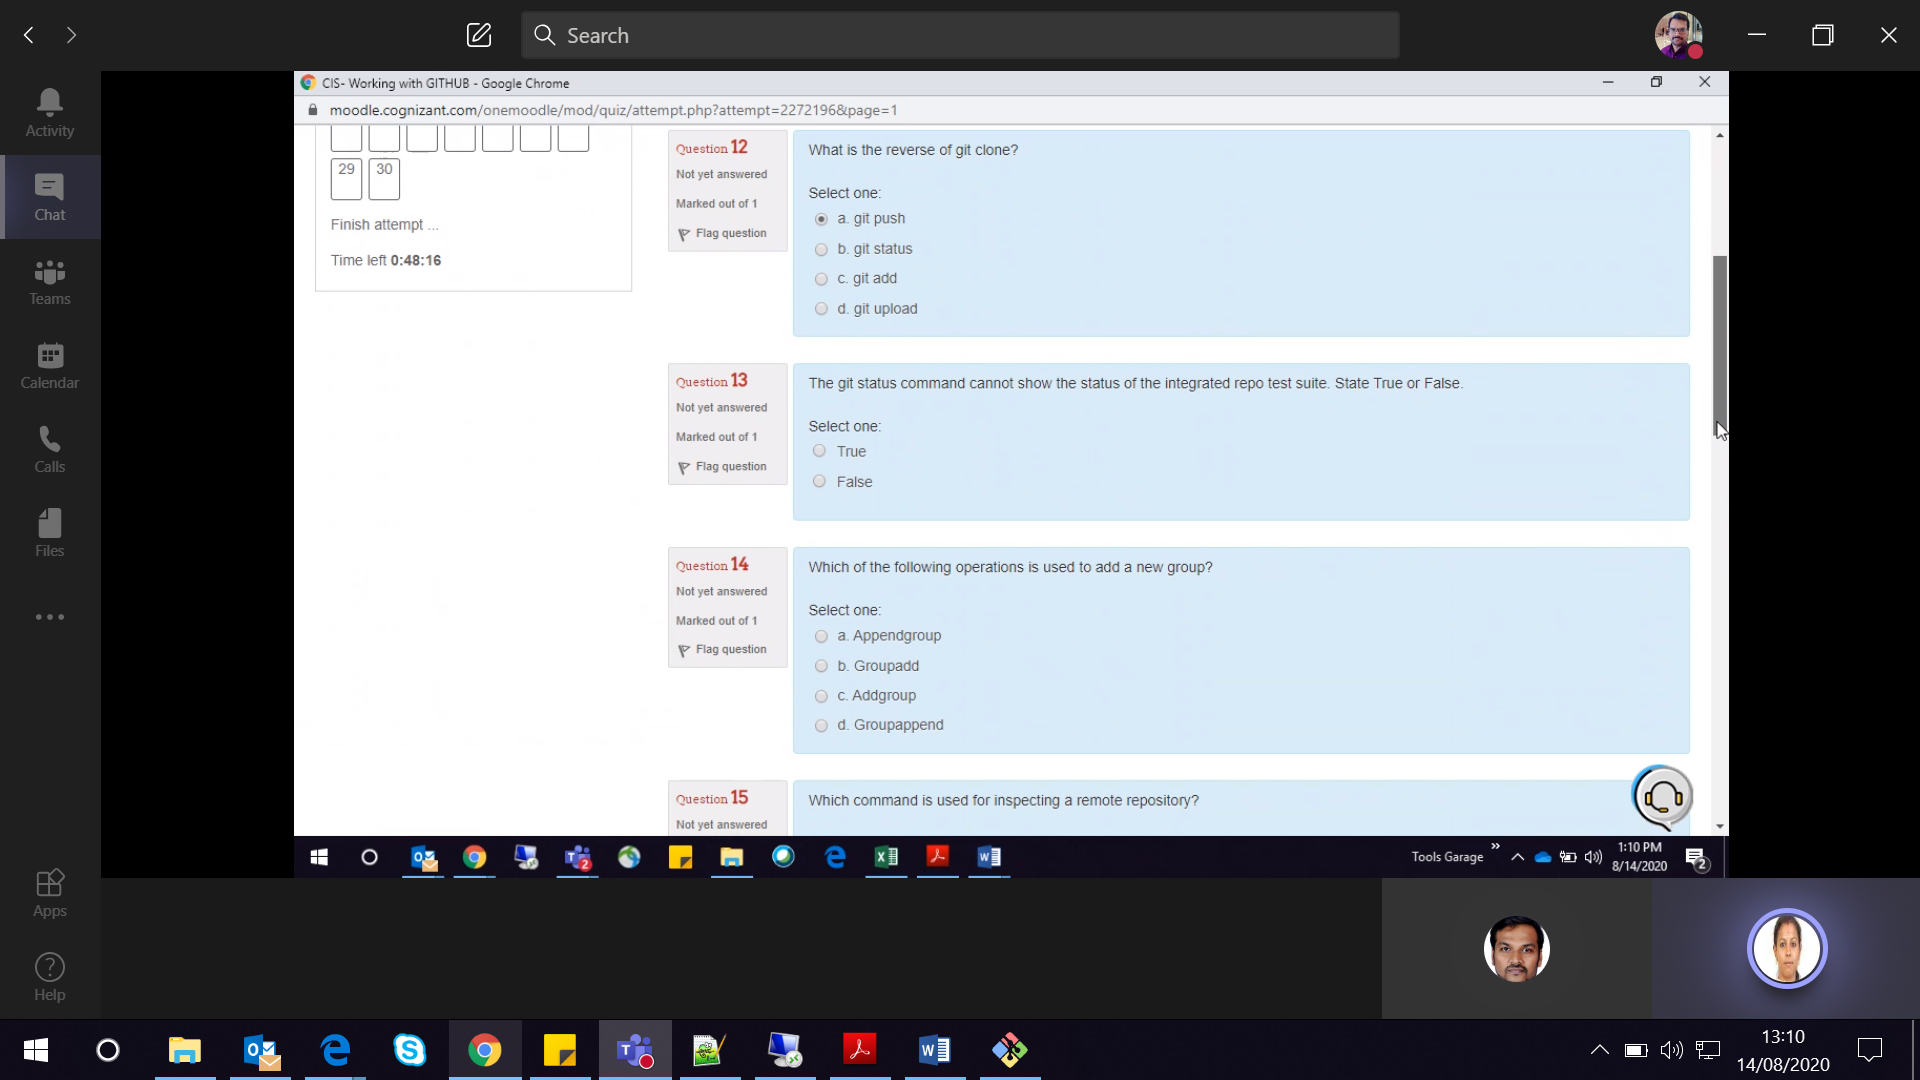 Search
Activity
Chat
Teams
Calendar
Calls
Files
Apps
Help
CIS- Working with GITHUB - Google Chrome
moodle.cognizant.com/onemoodle/mod/quiz/attempt.php?attempt=2272196&page=1
29 30
Finish attempt ...
Time left 0:48:16
Question 12
Not yet answered
Marked out of 1
Flag question
What is the reverse of git clone?
Select one:
a. git push
b. git status
c. git add
d. git upload
Question 13
Not yet answered
Marked out of 1
Flag question
The git status command cannot show the status of the integrated repo test suite. State True or False.
Select one:
True
False
Question 14
Not yet answered
Marked out of 1
Flag question
Which of the following operations is used to add a new group?
Select one:
a. Appendgroup
b. Groupadd
c. Addgroup
d. Groupappend
Question 15
Not yet answered
Which command is used for inspecting a remote repository?
Tools Garage
1:10 PM
8/14/2020
2
2
13:10
14/08/2020